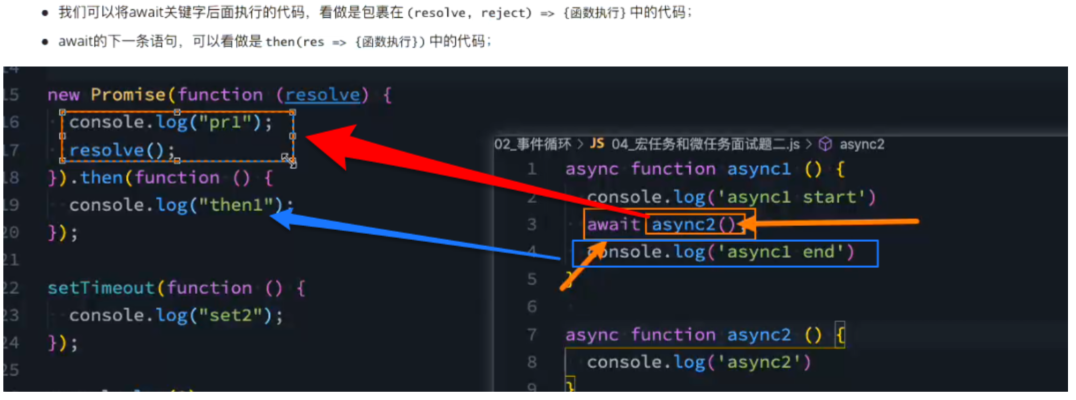 我们可以将await关键字后面执行的代码，看做是包裹在 (resolve, reject) => {函数执行} 中的代码；
await的下一条语句，可以看做是 then(res => {函数执行}) 中的代码；
14
15 new Promise(function (resolve) {
16 console.log("pr1");
17 resolve();
18 }).then(function () {
19 console.log("then1");
20 });
21
22 setTimeout(function () {
23 console.log("set2");
24 });
25
02_事件循环 > JS 04_宏任务和微任务面试题二.js > async2
1 async function async1 () {
2 console.log('async1 start')
3 await async2()
4 console.log('async1 end')
5 }
6
7 async function async2 () {
8 console.log('async2')
9 }